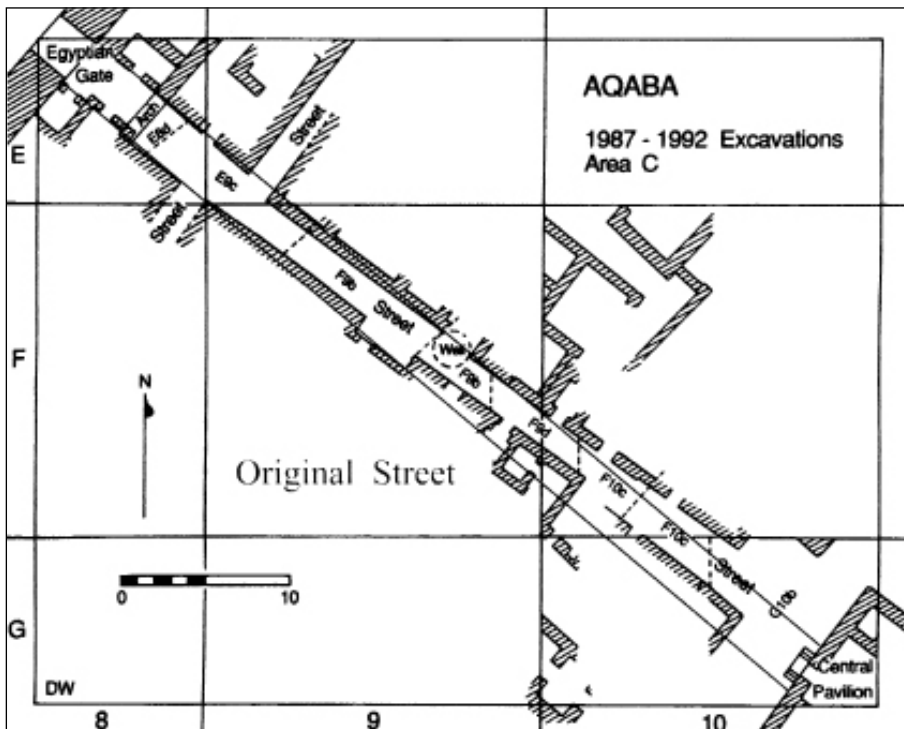 Egyptian
Gate
AQABA
1987 - 1992 Excavations
Area C
Arch
E8d
Street
E
E9c
Street
F9b
Street
Well
F9b
F
N
F9d
Original Street
F10c
F10c
Street
G10b
0 10
G
Central
Pavilion
DW
8 9 10